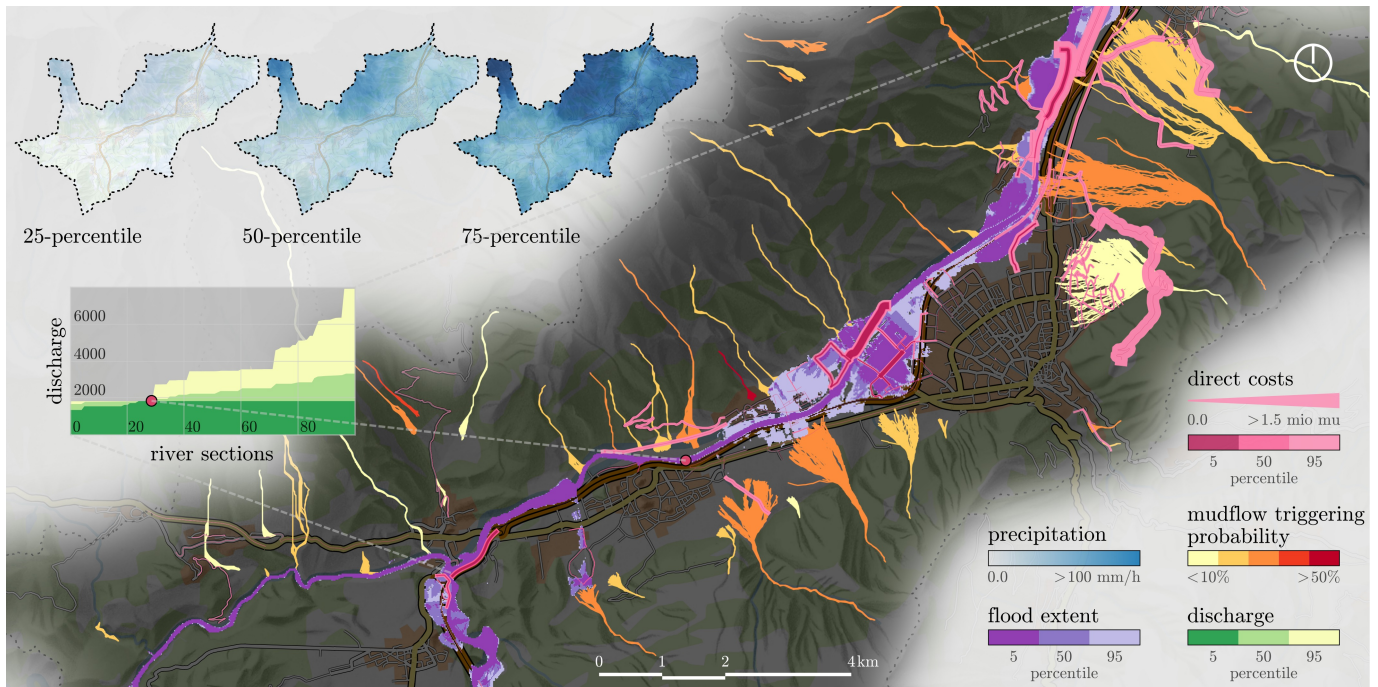 25-percentile
50-percentile
75-percentile
discharge
6000
4000
2000
0 20 40 60 80
river sections
0 1 2 4 km
direct costs
0.0 >1.5 mio mu
5 50 95
percentile
precipitation
0.0 >100 mm/h
mudflow triggering
probability
<10% >50%
flood extent
5 50 95
percentile
discharge
5 50 95
percentile